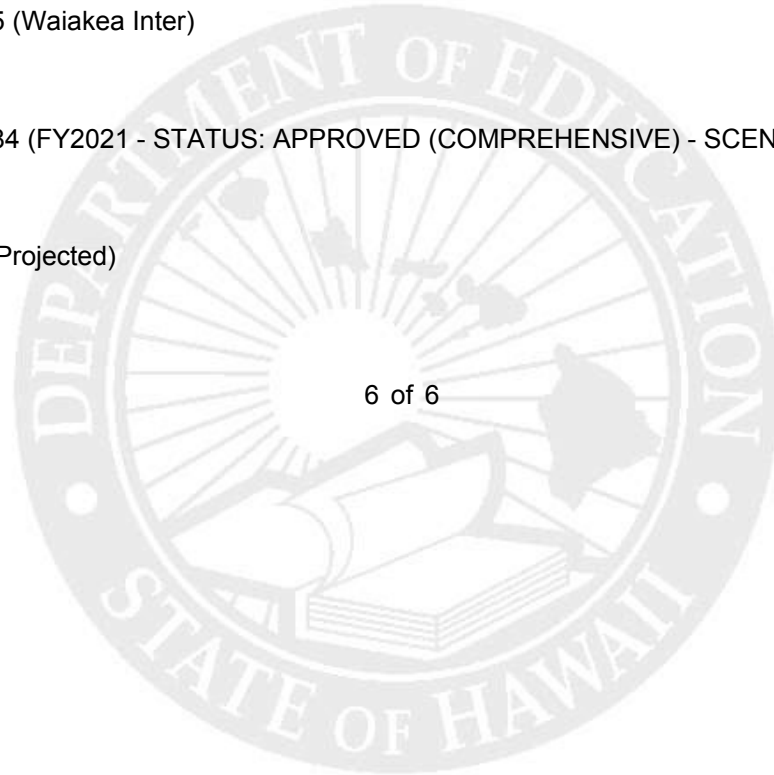 5 (Waiakea Inter)
34 (FY2021 - STATUS: APPROVED (COMPREHENSIVE) - SCEN
Projected)
6 of 6
DEPARTMENT OF EDUCATION
STATE OF HAWAII